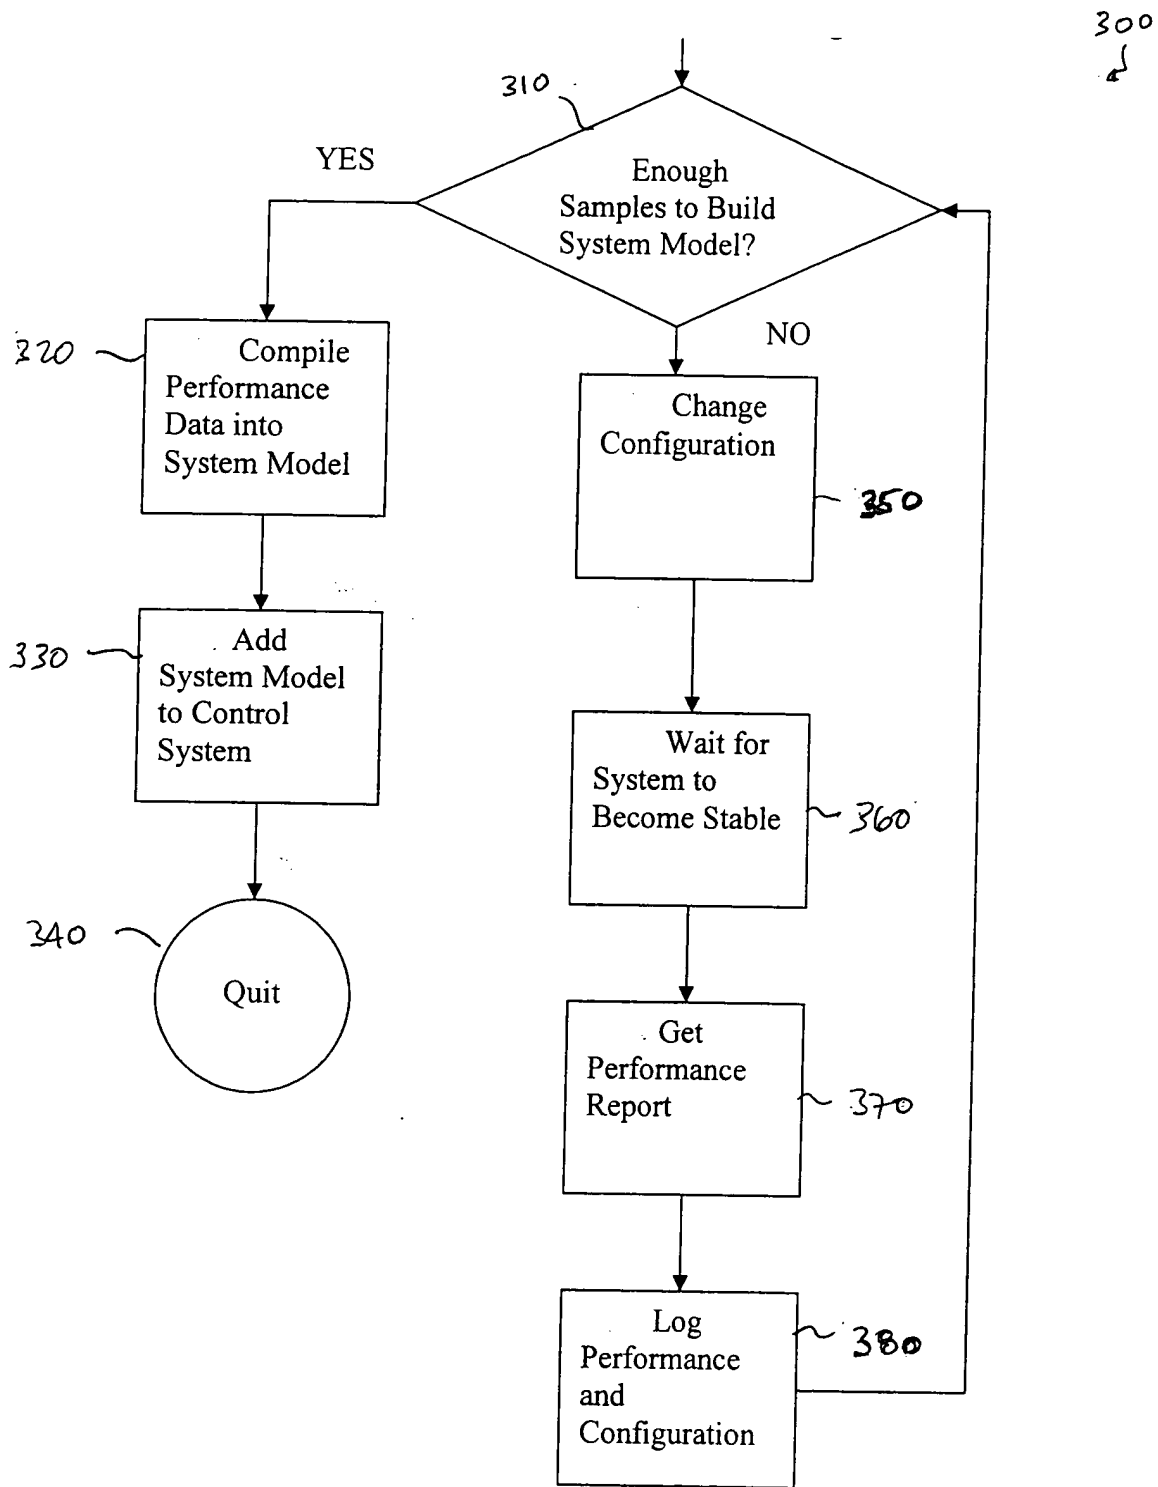 300
310
YES
Enough
Samples to Build
System Model?
NO
320
Compile
Performance
Data into
System Model
Change
Configuration
350
330
Add
System Model
to Control
System
Wait for
System to
Become Stable
360
340
Quit
Get
Performance
Report
370
Log
Performance
and
Configuration
380